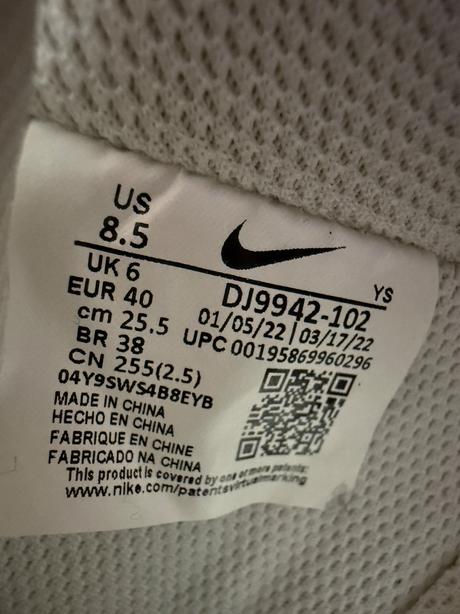 US
8.5
YS
UK 6
EUR 40
cm 25.5
BR 38
CN 255(2.5)
DJ9942-102
01/05/22 | 03/17/22
UPC 00195869960296
04Y9SWS4B8EYB
MADE IN CHINA
HECHO EN CHINA
FABRIQUE EN CHINE
FABRICADO NA CHINA
This product is covered by one or more patents:
www.nike.com/patentsvirtualmarking